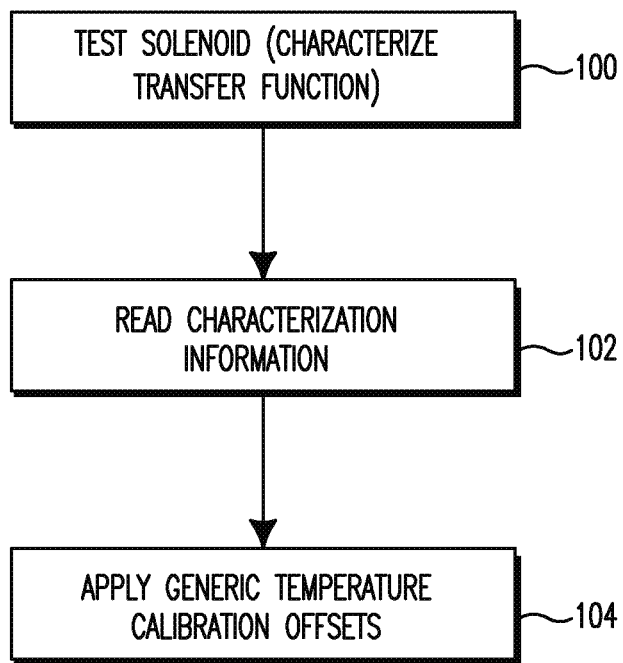 TEST SOLENOID (CHARACTERIZE
TRANSFER FUNCTION)
100
READ CHARACTERIZATION
INFORMATION
102
APPLY GENERIC TEMPERATURE
CALIBRATION OFFSETS
104